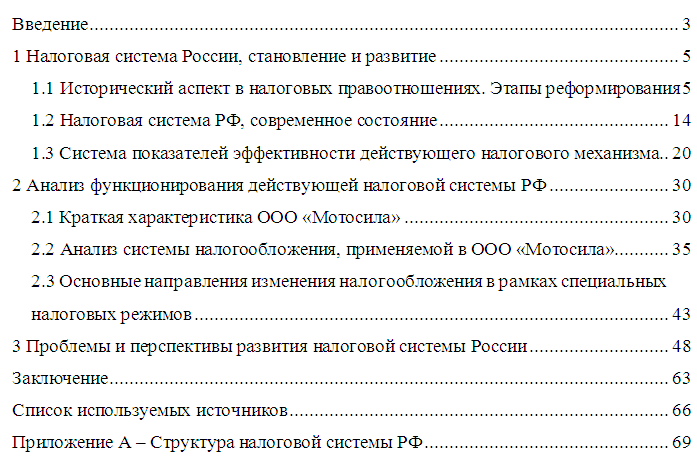 Введение 3
1 Налоговая система России, становление и развитие 5
1.1 Исторический аспект в налоговых правоотношениях. Этапы реформирования5
1.2 Налоговая система РФ, современное состояние 14
1.3 Система показателей эффективности действующего налогового механизма.. 20
2 Анализ функционирования действующей налоговой системы РФ 30
2.1 Краткая характеристика ООО «Мотосила» 30
2.2 Анализ системы налогообложения, применяемой в ООО «Мотосила» 35
2.3 Основные направления изменения налогообложения в рамках специальных
налоговых режимов 43
3 Проблемы и перспективы развития налоговой системы России 48
Заключение 63
Список используемых источников 66
Приложение А – Структура налоговой системы РФ 69